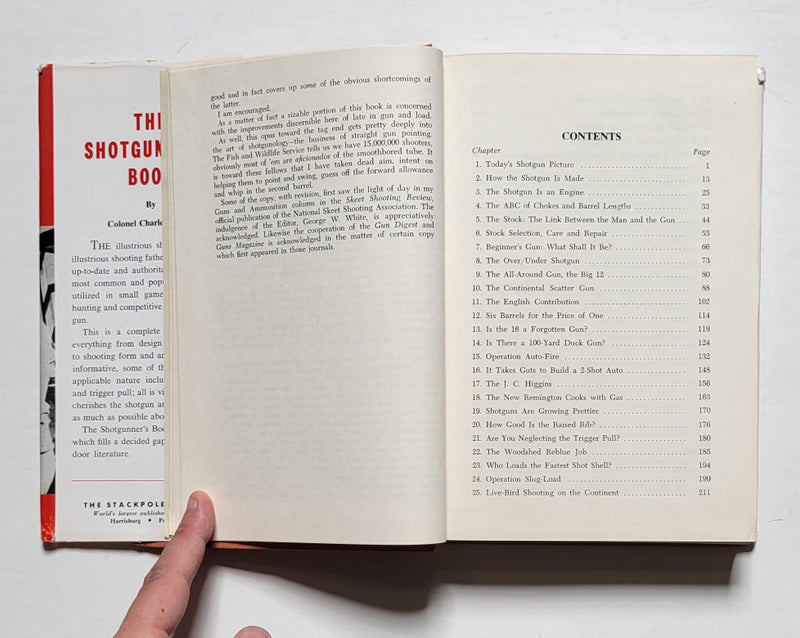 THE
SHOTGUN
BOO
By
Colonel Charl
THE illustrious sh
illustrious shooting fathe
up-to-date and authorita
most common and popu
utilized in small game
hunting and competitive
gun.
This is a complete
everything from design
to shooting form and ar
informative, some of th
applicable nature inclu
and trigger pull; all is vi
cherishes the shotgun an
as much as possible abo
The Shotgunner's Boo
which fills a decided gap
door literature.
THE STACKPOLE
World's largest publishe
Harrisburg • P
good and in fact covers up some of the obvious shortcomings of
the latter.
I am encouraged.
As a matter of fact a sizable portion of this book is concerned
with the improvements discernible here of late in gun and load.
As well, this opus toward the tag end gets pretty deeply into
the art of shotgunology—the business of straight gun pointing.
The Fish and Wildlife Service tells us we have 15,000,000 shooters,
obviously most of 'em are aficionados of the smoothbored tube. It
is toward these fellows that I have taken dead aim, intent on
helping them to point and swing, guess off the forward allowance
and whip in the second barrel.
Some of the copy, with revision, first saw the light of day in my
Guns and Ammunition column in the Skeet Shooting Review,
official publication of the National Skeet Shooting Association. The
indulgence of the Editor, George W. White, is appreciatively
acknowledged. Likewise the cooperation of the Gun Digest and
Guns Magazine is acknowledged in the matter of certain copy
which first appeared in those journals.
CONTENTS
Chapter Page
1. Today's Shotgun Picture 1
2. How the Gun Is Made 13
3. The Shotgun Is an Engine 25
4. The ABC of Chokes and Barrel Lengths 33
5. The Stock: The Link Between the Man and the Gun 44
6. Stock Selection, Care and Repair 55
7. Beginner's Gun: What Shall It Be? 66
8. The Over/Under Shotgun 73
9. The All-Around Gun, the Big 12 80
10. The Continental Scatter Gun 88
11. The English Contribution 102
12. Six Barrels for the Price of One 114
13. Is the 16 a Forgotten Gun? 119
14. Is There a 100-Yard Duck Gun? 124
15. Operation Auto-Fire 132
16. It Takes Guts to Build a 2-Shot Auto 148
17. The J. C. Higgins 156
18. The New Remington Cooks with Gas 163
19. Shotguns Are Growing Prettier 170
20. How Good Is the Raised Rib? 176
21. Are You Neglecting the Trigger Pull? 180
22. The Woodshed Reblue Job 185
23. Who Loads the Fastest Shot Shell? 194
24. Operation Slug-Load 199
25. Live-Bird Shooting on the Continent 211